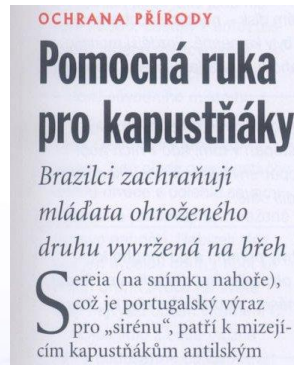 OCHRANA PŘÍRODY
Pomocná ruka
pro kapustňáky
Brazilci zachraňují
mláďata ohroženého
druhu vyvržená na břeh
Sereia (na snímku nahoře),
což je portugalský výraz
pro „sirénu“, patří k mizejí-
cím kapustňákům antilským